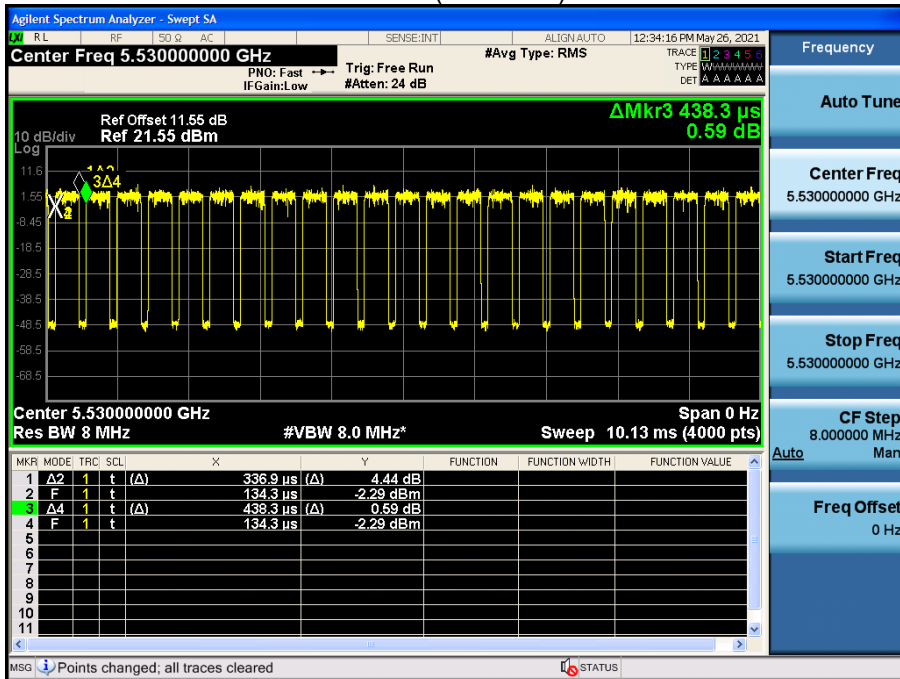 Agilent Spectrum Analyzer - Swept SA
LXI RL RF 50 Ω AC SENSE:INT ALIGN AUTO 12:34:16 PM May 26, 2021
Center Freq 5.530000000 GHz
PNO: Fast
IFGain:Low
Trig: Free Run
#Atten: 24 dB
#Avg Type: RMS
TRACE 1 2 3 4 5 6
TYPE WWWWWW
DET A A A A A A
ΔMkr3 438.3 µs
0.59 dB
Ref Offset 11.55 dB
10 dB/div Ref 21.55 dBm
Log
11.6
1.55
-8.45
-18.5
-28.5
-38.5
-48.5
-58.5
-68.5
3Δ4
Center 5.530000000 GHz Span 0 Hz
Res BW 8 MHz #VBW 8.0 MHz* Sweep 10.13 ms (4000 pts)
MKR MODE TRC SCL X Y FUNCTION FUNCTION WIDTH FUNCTION VALUE
1 Δ2 1 t (Δ) 336.9 µs (Δ) 4.44 dB
2 F 1 t 134.3 µs -2.29 dBm
3 Δ4 1 t (Δ) 438.3 µs (Δ) 0.59 dB
4 F 1 t 134.3 µs -2.29 dBm
5
6
7
8
9
10
11
MSG Points changed; all traces cleared STATUS
Frequency
Auto Tune
Center Freq
5.530000000 GHz
Start Freq
5.530000000 GHz
Stop Freq
5.530000000 GHz
CF Step
8.000000 MHz
Auto Man
Freq Offset
0 Hz